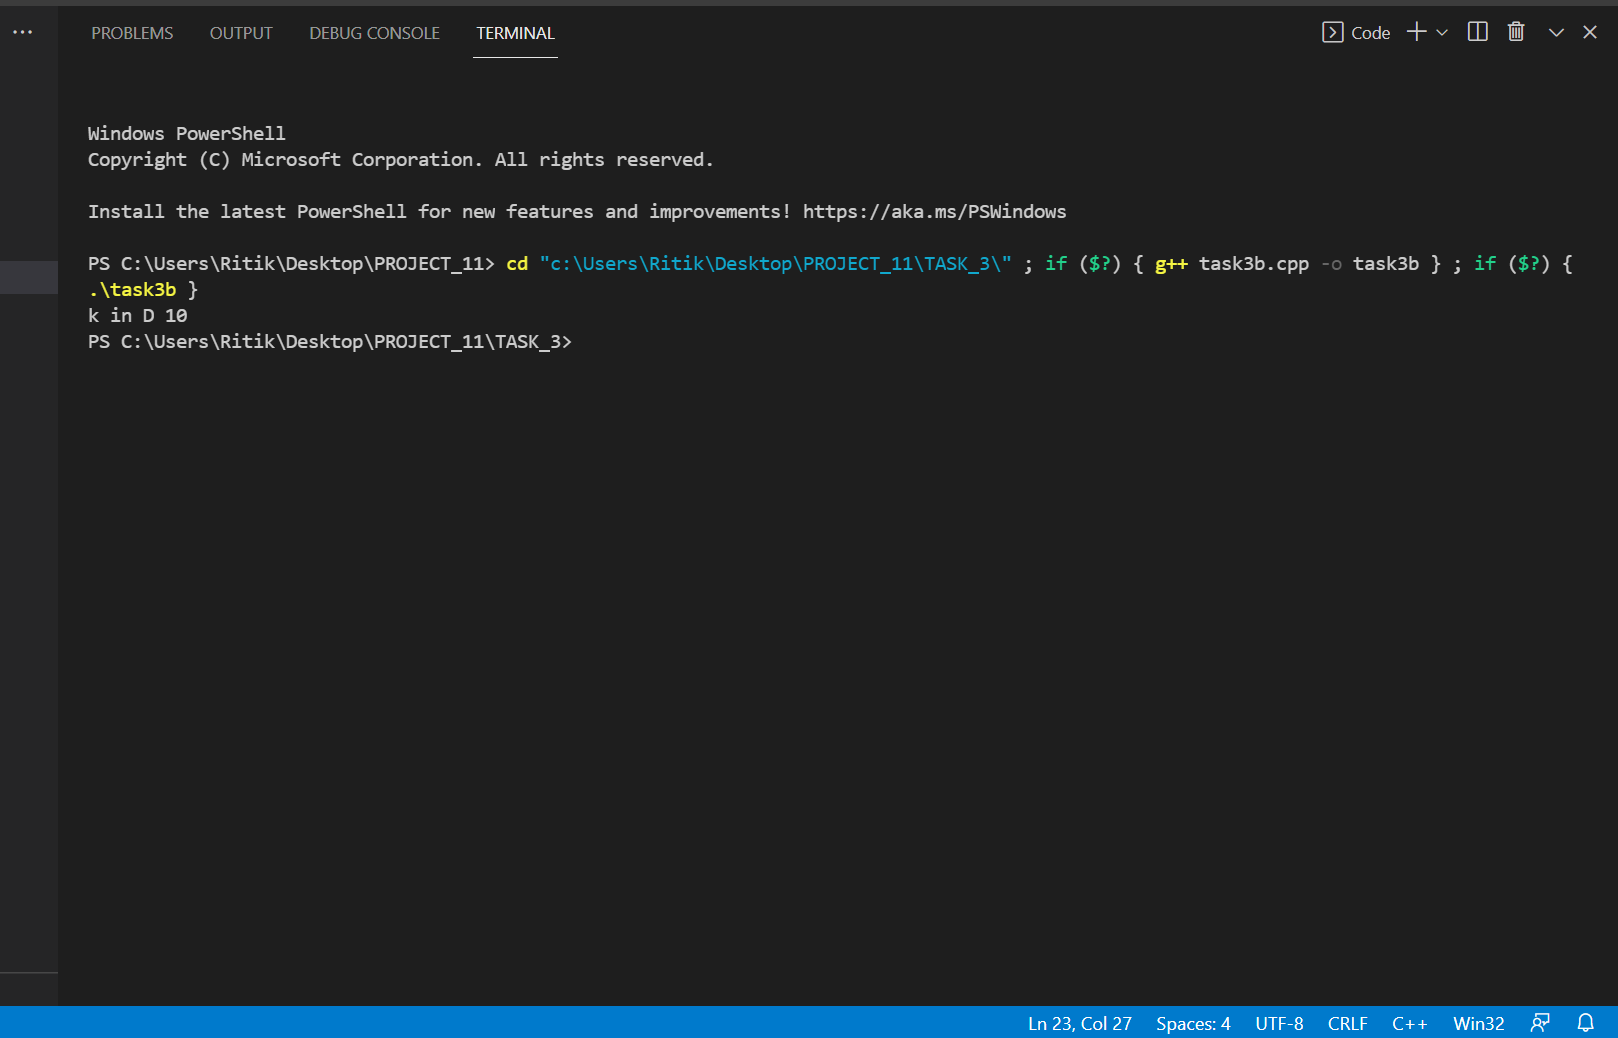 PROBLEMS OUTPUT DEBUG CONSOLE TERMINAL Code
Windows PowerShell
Copyright (C) Microsoft Corporation. All rights reserved.
Install the latest PowerShell for new features and improvements! https://aka.ms/PSWindows
PS C:\Users\Ritik\Desktop\PROJECT_11> cd "c:\Users\Ritik\Desktop\PROJECT_11\TASK_3\" ; if ($?) { g++ task3b.cpp -o task3b } ; if ($?) {
.\task3b }
k in D 10
PS C:\Users\Ritik\Desktop\PROJECT_11\TASK_3>
Ln 23, Col 27 Spaces: 4 UTF-8 CRLF C++ Win32